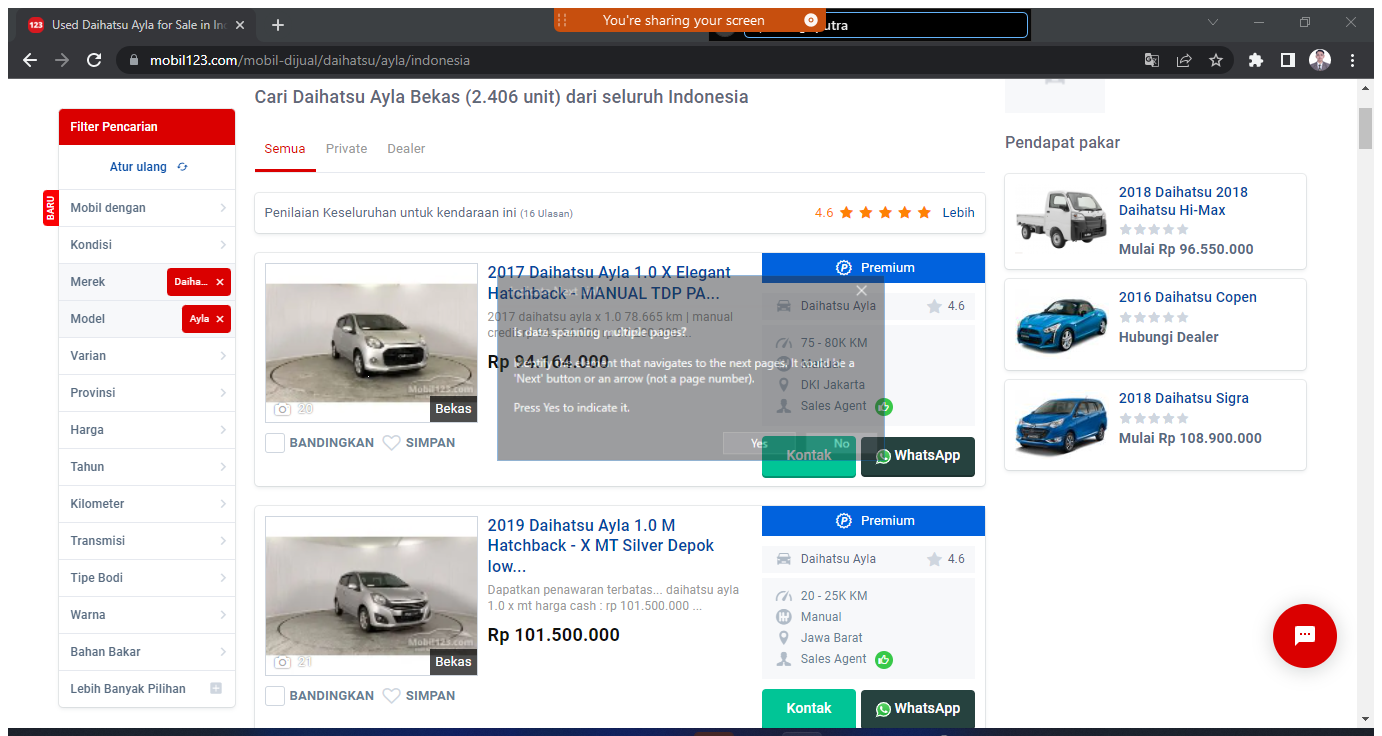 You're sharing your screen
Used Daihatsu Ayla for Sale in In
utra
mobil123.com/mobil-dijual/daihatsu/ayla/indonesia
Cari Daihatsu Ayla Bekas (2.406 unit) dari seluruh Indonesia
Semua Private Dealer
Filter Pencarian
Atur ulang
BARU
Mobil dengan
Kondisi
Merek Daiha... ×
Model Ayla ×
Varian
Provinsi
Harga
Tahun
Kilometer
Transmisi
Tipe Bodi
Warna
Bahan Bakar
Lebih Banyak Pilihan
Penilaian Keseluruhan untuk kendaraan ini (16 Ulasan) 4.6 Lebih
2017 Daihatsu Ayla 1.0 X Elegant
Hatchback - MANUAL TDP PA...
2017 daihatsu ayla x 1.0 78.665 km | manual
Rp 94.164.000
Mobil123.com
20
Bekas
BANDINGKAN SIMPAN
Premium
Daihatsu Ayla 4.6
75 - 80K KM
DKI Jakarta
Sales Agent
Kontak WhatsApp
Is data spanning multiple pages?
element that navigates to the next pages. It could be a
'Next' button or an arrow (not a page number).
Press Yes to indicate it.
Yes No
2019 Daihatsu Ayla 1.0 M
Hatchback - X MT Silver Depok
low...
Dapatkan penawaran terbatas... daihatsu ayla
1.0 x mt harga cash : rp 101.500.000 ...
Rp 101.500.000
Mobil123.com
21
Bekas
BANDINGKAN SIMPAN
Premium
Daihatsu Ayla 4.6
20 - 25K KM
Manual
Jawa Barat
Sales Agent
Kontak WhatsApp
Pendapat pakar
2018 Daihatsu 2018
Daihatsu Hi-Max
Mulai Rp 96.550.000
2016 Daihatsu Copen
Hubungi Dealer
2018 Daihatsu Sigra
Mulai Rp 108.900.000